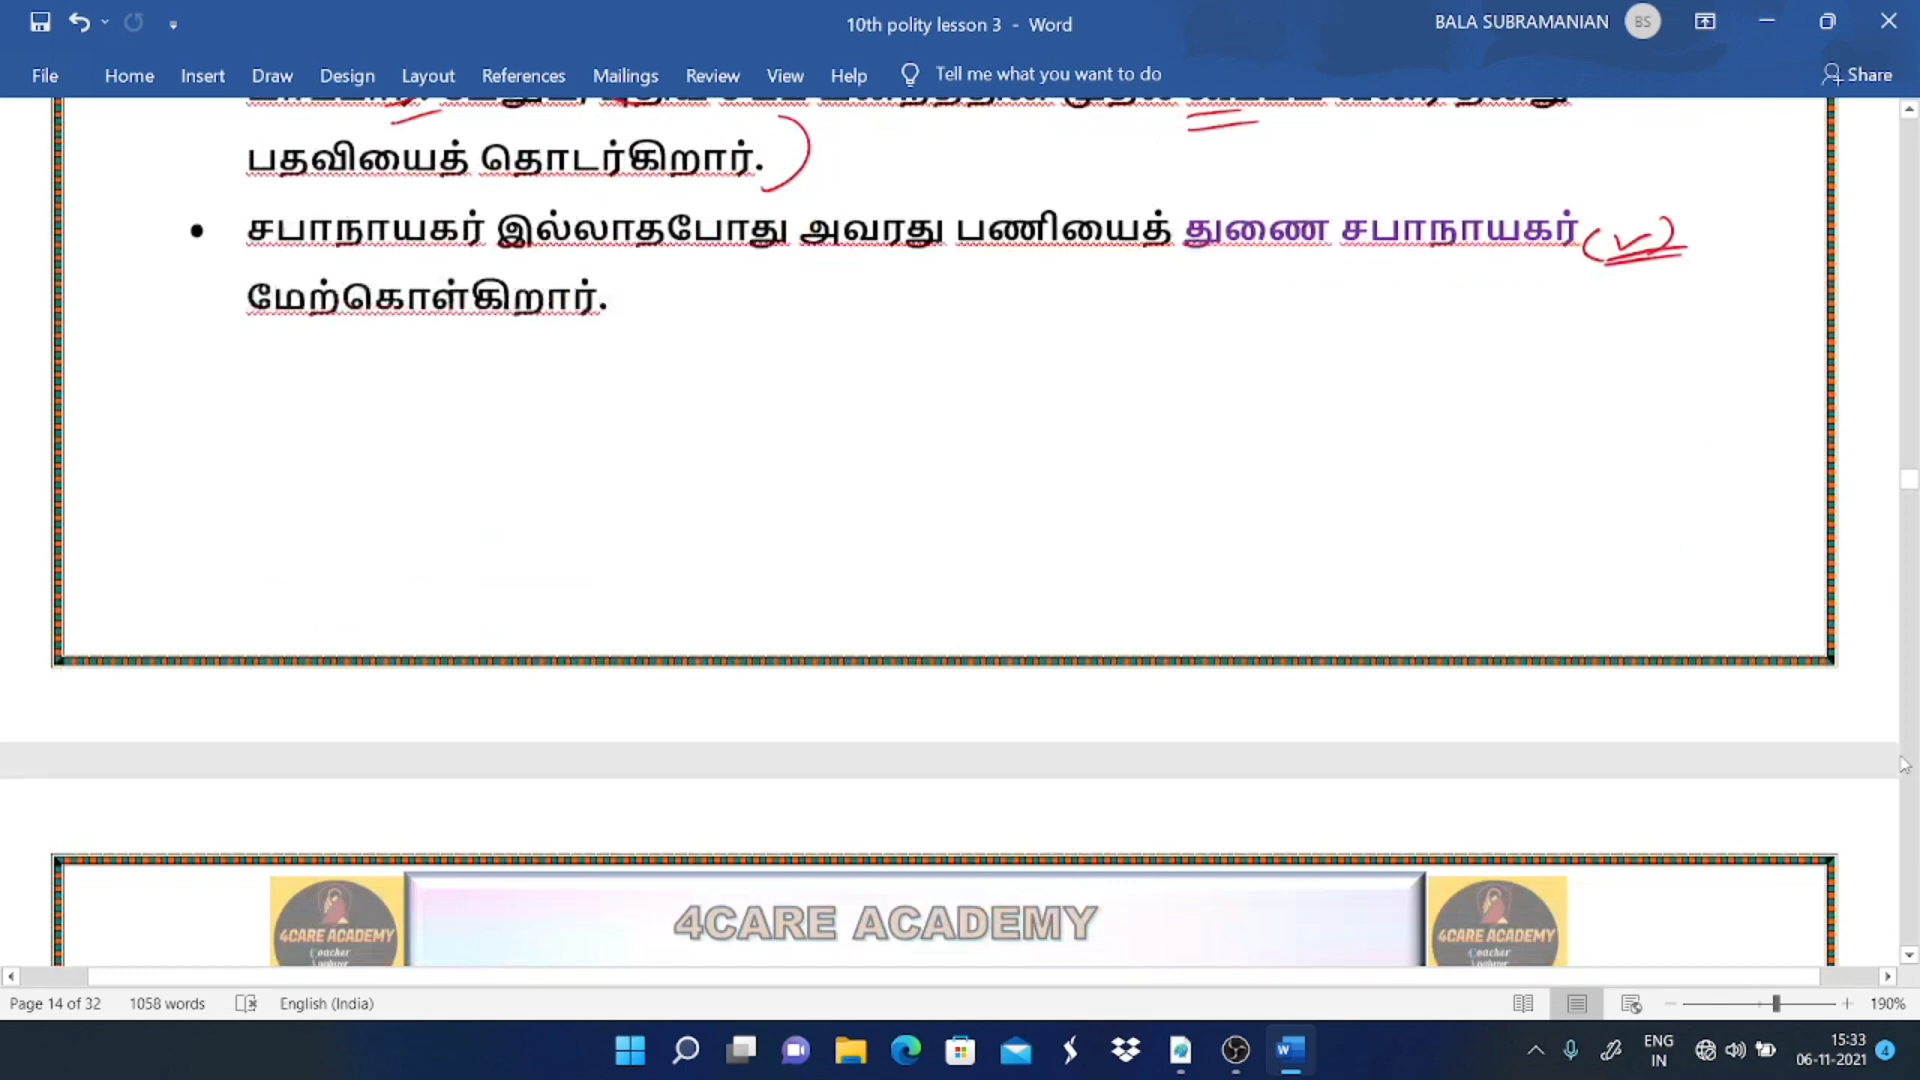 10th polity lesson 3 - Word
BALA SUBRAMANIAN BS
File Home Insert Draw Design Layout References Mailings Review View Help Tell me what you want to do Share
பதவியைத் தொடர்கிறார்.
• சபாநாயகர் இல்லாதபோது அவரது பணியைத் துணை சபாநாயகர்
மேற்கொள்கிறார்.
4CARE ACADEMY
4CARE ACADEMY
4CARE ACADEMY
Page 14 of 32 1058 words English (India) 190%
ENG 15:33
IN 06-11-2021 4